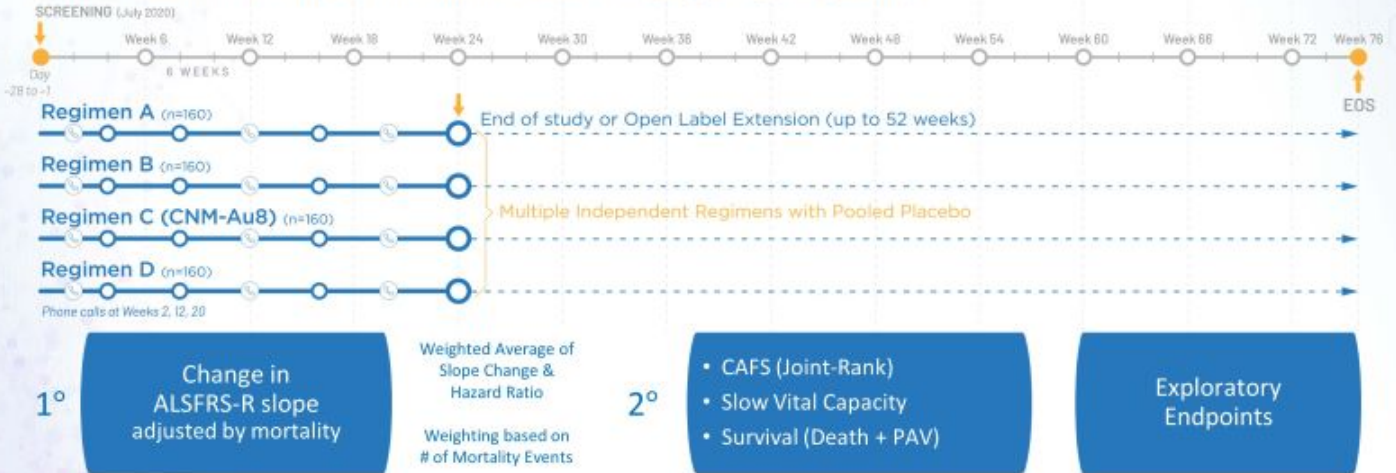 SCREENING (July 2020)
Week 6 Week 12 Week 18 Week 24 Week 30 Week 36 Week 42 Week 48 Week 54 Week 60 Week 66 Week 72 Week 76
Day
-28 to -1
6 WEEKS
EOS
Regimen A (n=160)
End of study or Open Label Extension (up to 52 weeks)
Regimen B (n=160)
Multiple Independent Regimens with Pooled Placebo
Regimen C (CNM-Au8) (n=160)
Regimen D (n=160)
Phone calls at Weeks 2, 12, 20
1°
Change in
ALSFRS-R slope
adjusted by mortality
Weighted Average of
Slope Change &
Hazard Ratio
Weighting based on
# of Mortality Events
2°
• CAFS (Joint-Rank)
• Slow Vital Capacity
• Survival (Death + PAV)
Exploratory
Endpoints